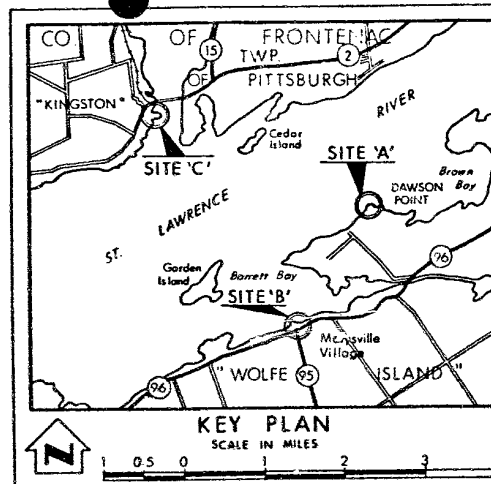 CO OF FRONTENAC
15
TWP.
2
OF PITTSBURGH
"KINGSTON"
RIVER
Cedar
Island
SITE 'C'
SITE 'A'
Brown
Bay
DAWSON
POINT
LAWRENCE
ST.
96
Garden
Island
Barrett Bay
SITE 'B'
Marysville
Village
"WOLFE 95 ISLAND"
96
KEY PLAN
SCALE IN MILES
N
1 0.5 0 1 2 3